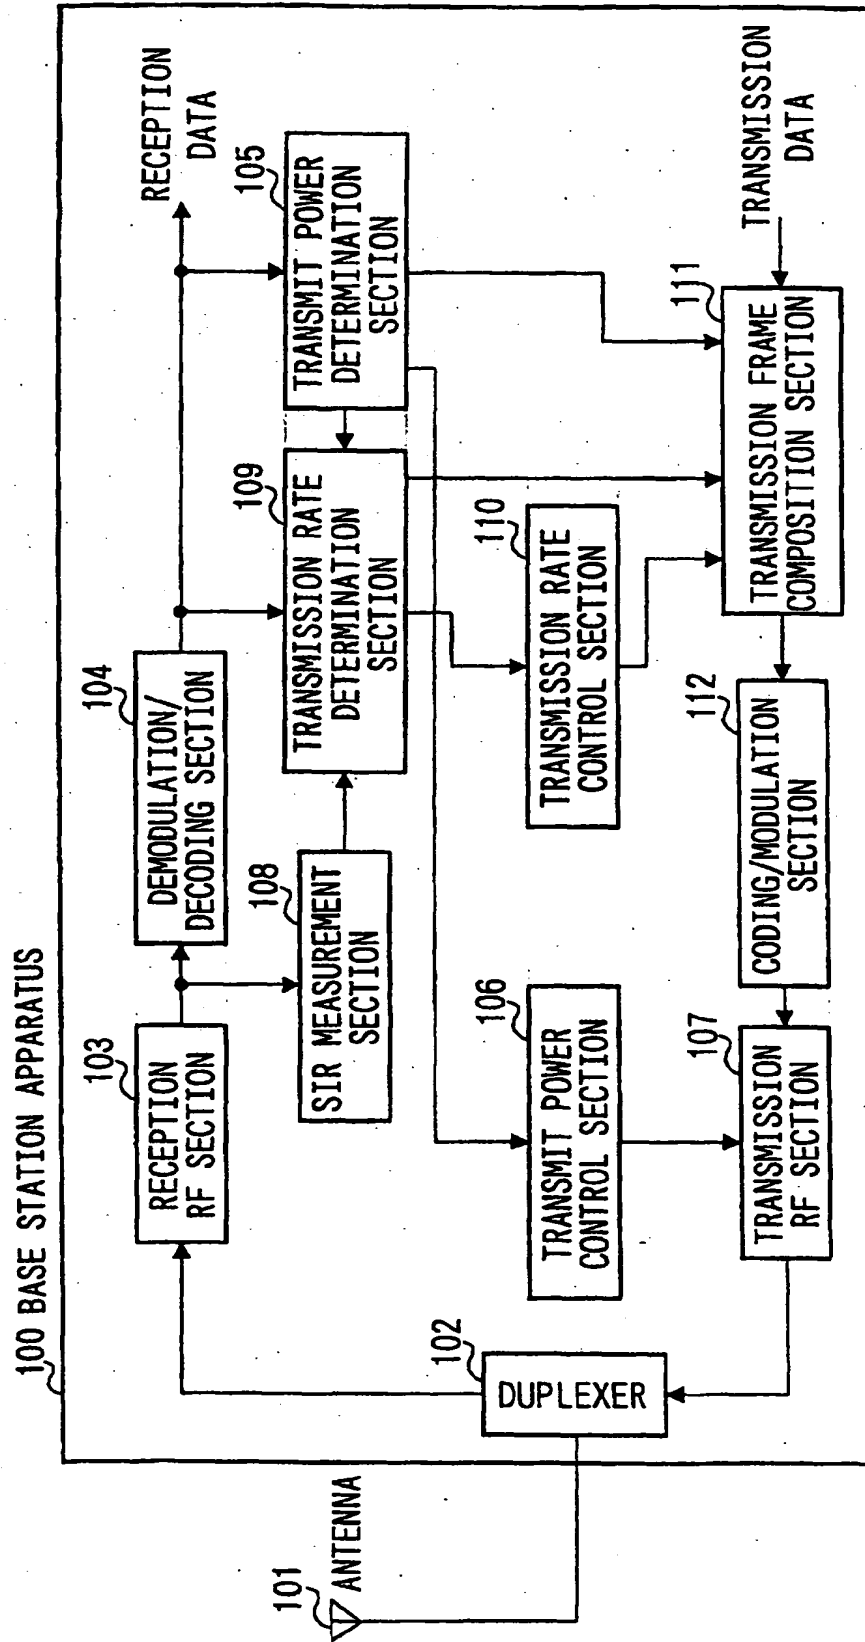 100 BASE STATION APPARATUS
101
ANTENNA
102
DUPLEXER
103
RECEPTION
RF SECTION
104
DEMODULATION/
DECODING SECTION
RECEPTION
DATA
108
SIR MEASUREMENT
SECTION
109
TRANSMISSION RATE
DETERMINATION
SECTION
105
TRANSMIT POWER
DETERMINATION
SECTION
106
TRANSMIT POWER
CONTROL SECTION
110
TRANSMISSION RATE
CONTROL SECTION
107
TRANSMISSION
RF SECTION
112
CODING/MODULATION
SECTION
111
TRANSMISSION FRAME
COMPOSITION SECTION
TRANSMISSION
DATA